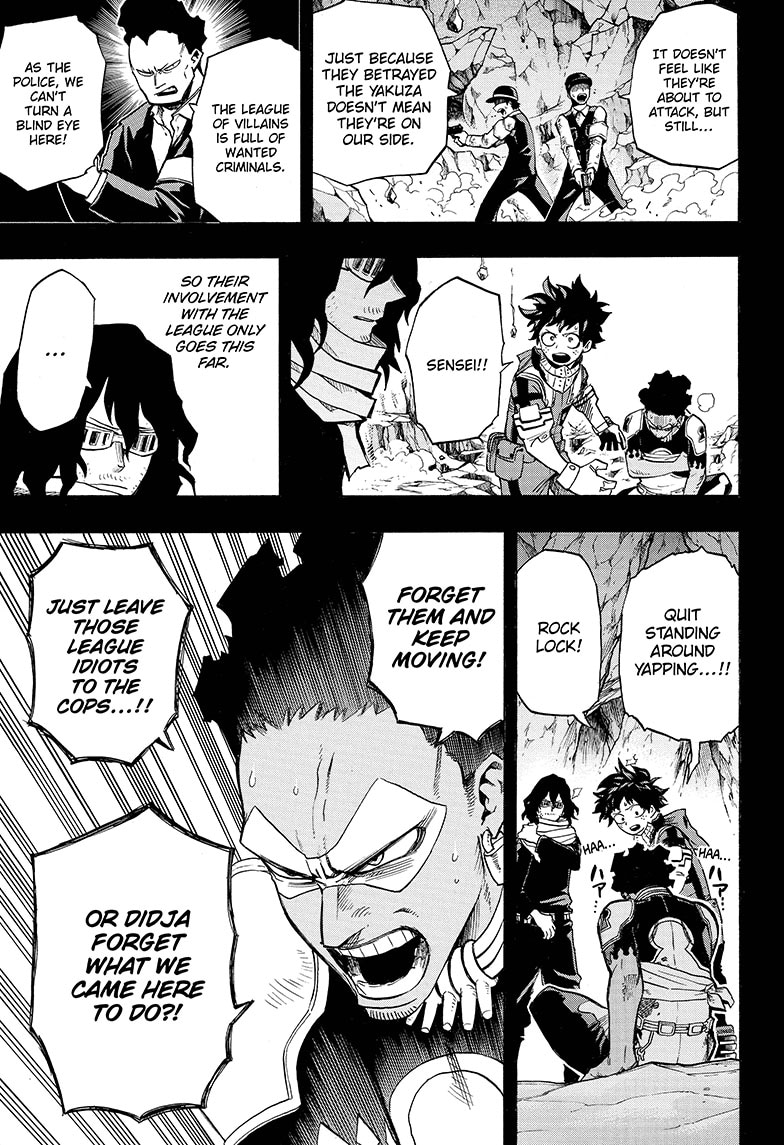 IT DOESN'T
FEEL LIKE
THEY'RE
ABOUT TO
ATTACK, BUT
STILL...
JUST BECAUSE
THEY BETRAYED
THE YAKUZA
DOESN'T MEAN
THEY'RE ON
OUR SIDE.
THE LEAGUE
OF VILLAINS
IS FULL OF
WANTED
CRIMINALS.
AS THE
POLICE, WE
CAN'T
TURN A
BLIND EYE
HERE!
SENSEI!!
SO THEIR
INVOLVEMENT
WITH THE
LEAGUE ONLY
GOES THIS
FAR.
...
QUIT
STANDING
AROUND
YAPPING...!!
ROCK
LOCK!
HAA...
ハァ
HAA...
ハァ
FORGET
THEM AND
KEEP
MOVING!
JUST LEAVE
THOSE
LEAGUE
IDIOTS
TO THE
COPS...!!
OR DIDJA
FORGET
WHAT WE
CAME HERE
TO DO?!